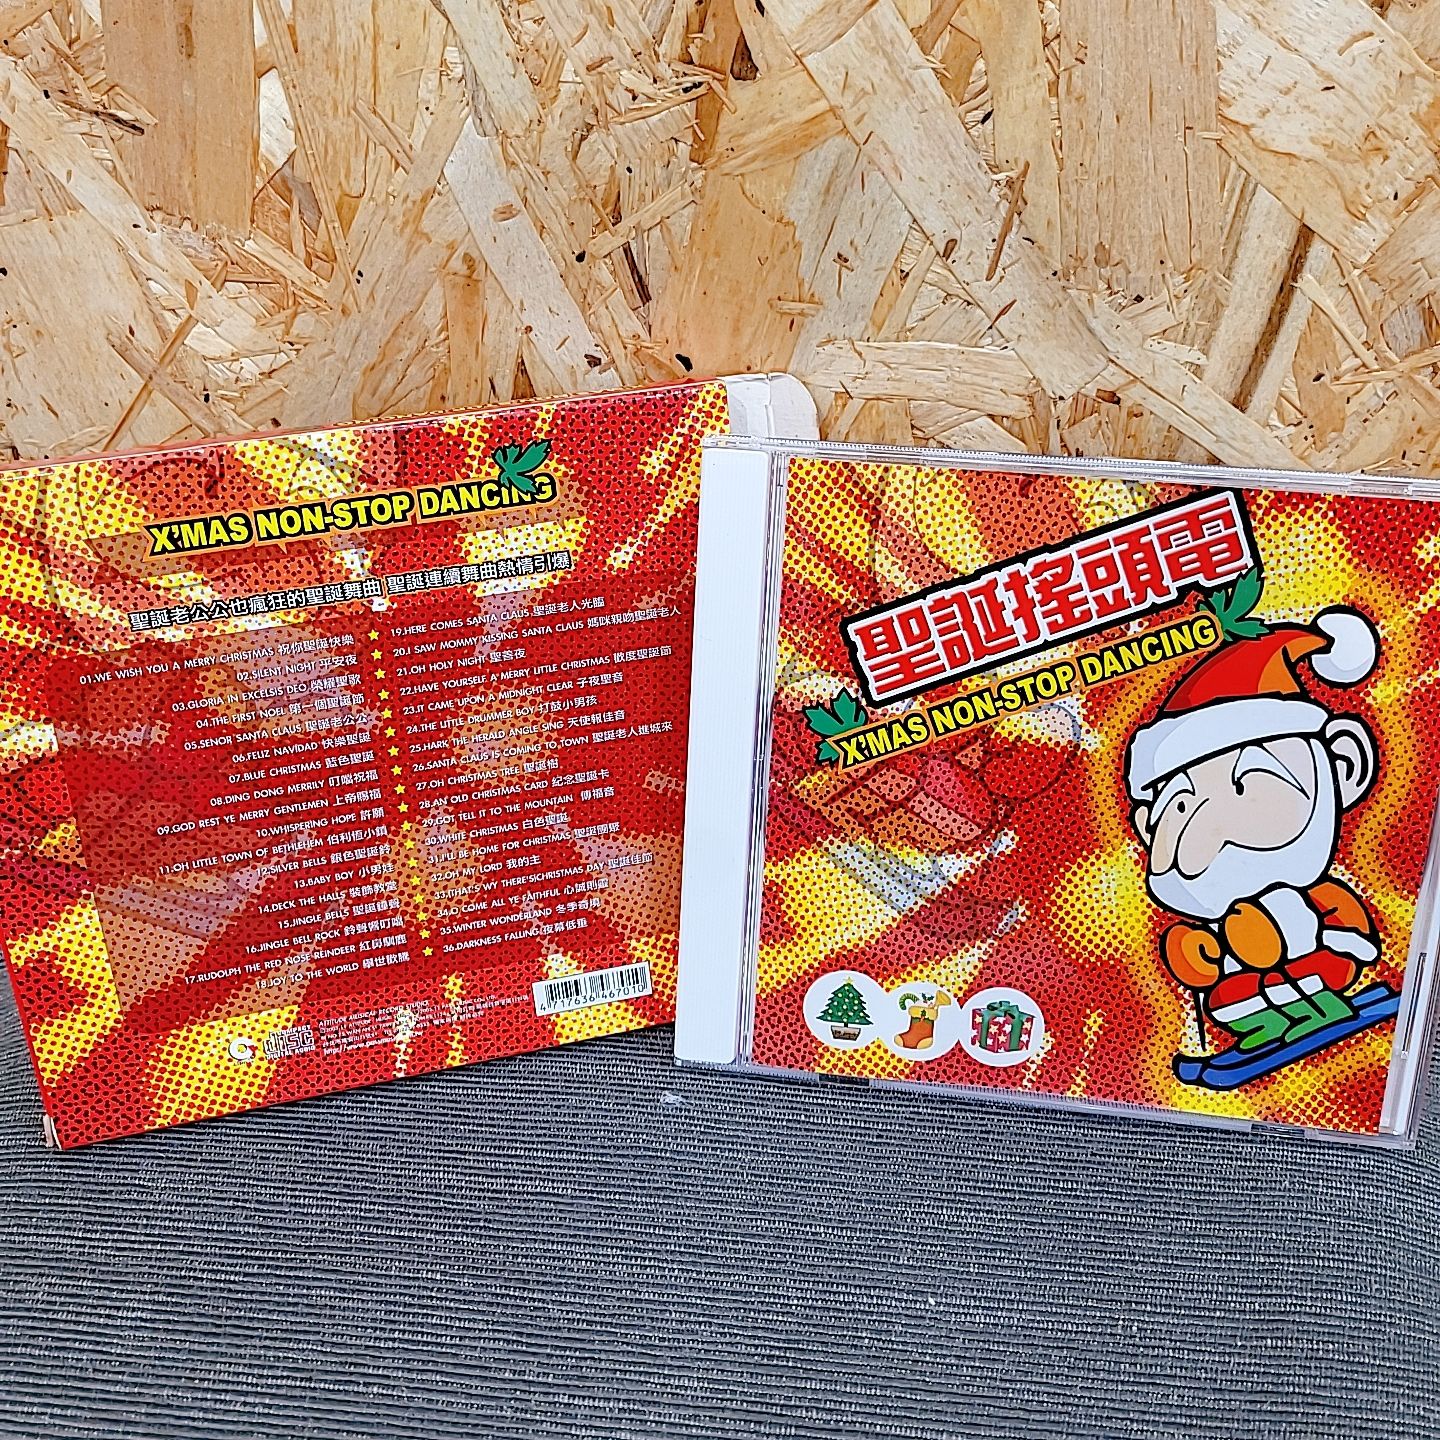 X'MAS NON-STOP DANCING
聖誕老公公也瘋狂的聖誕舞曲 聖誕連續舞曲熱情引爆
01.WE WISH YOU A MERRY CHRISTMAS 祝你聖誕快樂
02.SILENT NIGHT 平安夜
03.GLORIA IN EXCELSIS DEO 榮耀聖歌
04.THE FIRST NOEL 第一個聖誕節
05.SENOR SANTA CLAUS 聖誕老公公
06.FELIZ NAVIDAD 快樂聖誕
07.BLUE CHRISTMAS 藍色聖誕
08.DING DONG MERRILY 叮噹祝福
09.GOD REST YE MERRY GENTLEMEN 上帝賜福
10.WHISPERING HOPE 許願
11.OH LITTLE TOWN OF BETHLEHEM 伯利恆小鎮
12.SILVER BELLS 銀色聖誕鈴
13.BABY BOY 小男娃
14.DECK THE HALLS 裝飾教堂
15.JINGLE BELLS 聖誕鐘聲
16.JINGLE BELL ROCK 鈴聲響叮噹
17.RUDOLPH THE RED NOSE REINDEER 紅鼻馴鹿
18.JOY TO THE WORLD 舉世歡騰
19.HERE COMES SANTA CLAUS 聖誕老人光臨
20.I SAW MOMMY KISSING SANTA CLAUS 媽咪親吻聖誕老人
21.OH HOLY NIGHT 聖善夜
22.HAVE YOURSELF A MERRY LITTLE CHRISTMAS 歡度聖誕節
23.IT CAME UPON A MIDNIGHT CLEAR 子夜聖音
24.THE LITTLE DRUMMER BOY 打鼓小男孩
25.HARK THE HERALD ANGLE SING 天使報佳音
26.SANTA CLAUS IS COMING TO TOWN 聖誕老人進城來
27.OH CHRISTMAS TREE 聖誕樹
28.AN OLD CHRISTMAS CARD 紀念聖誕卡
29.GOT TELL IT TO THE MOUNTAIN 傳福音
30.WHITE CHRISTMAS 白色聖誕
31.I'LL BE HOME FOR CHRISTMAS 聖誕團聚
32.OH MY LORD 我的主
33.THAT'S WY THERE'S(CHRISTMAS DAY 聖誕佳節
34.O COME ALL YE FAITHFUL 心誠則靈
35.WINTER WONDERLAND 冬季奇境
36.DARKNESS FALLING 夜幕低垂
COMPACT
disc
DIGITAL AUDIO
ATTITUDE MUSICAL RECORD STUDIO
4 717636 467010
聖誕搖頭電
X'MAS NON-STOP DANCING